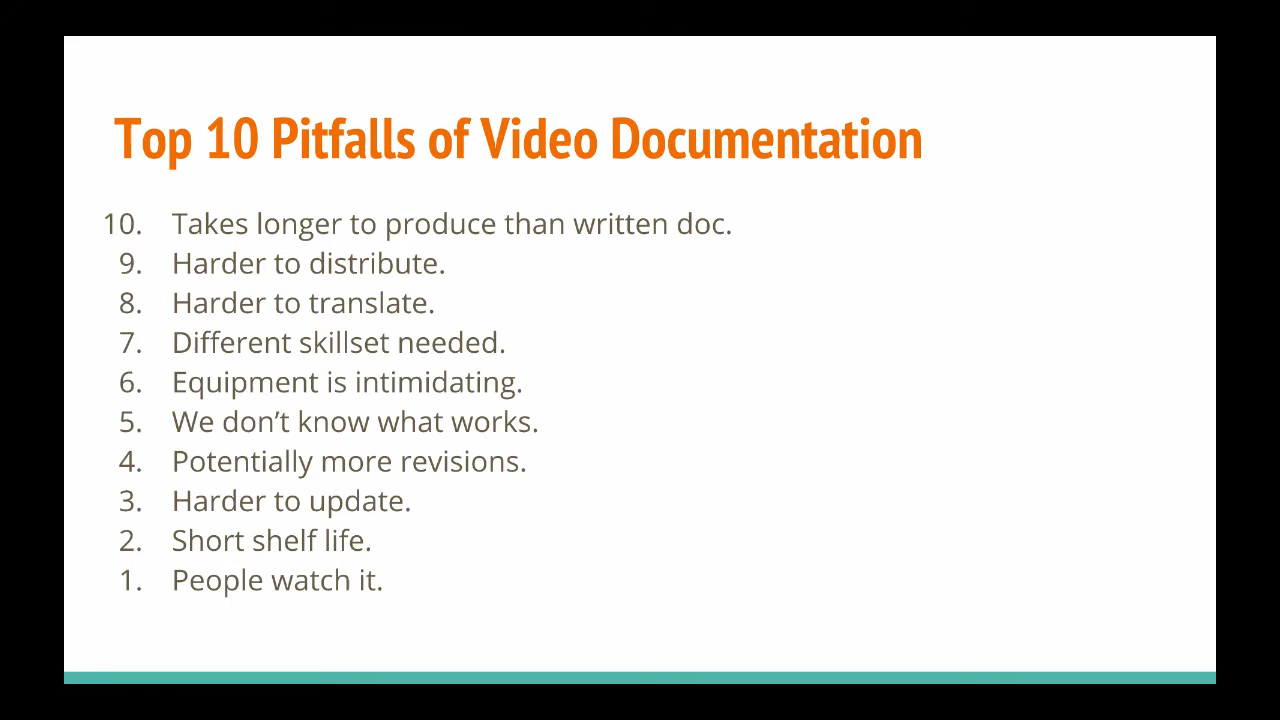 Top 10 Pitfalls of Video Documentation
10. Takes longer to produce than written doc.
9. Harder to distribute.
8. Harder to translate.
7. Different skillset needed.
6. Equipment is intimidating.
5. We don’t know what works.
4. Potentially more revisions.
3. Harder to update.
2. Short shelf life.
1. People watch it.